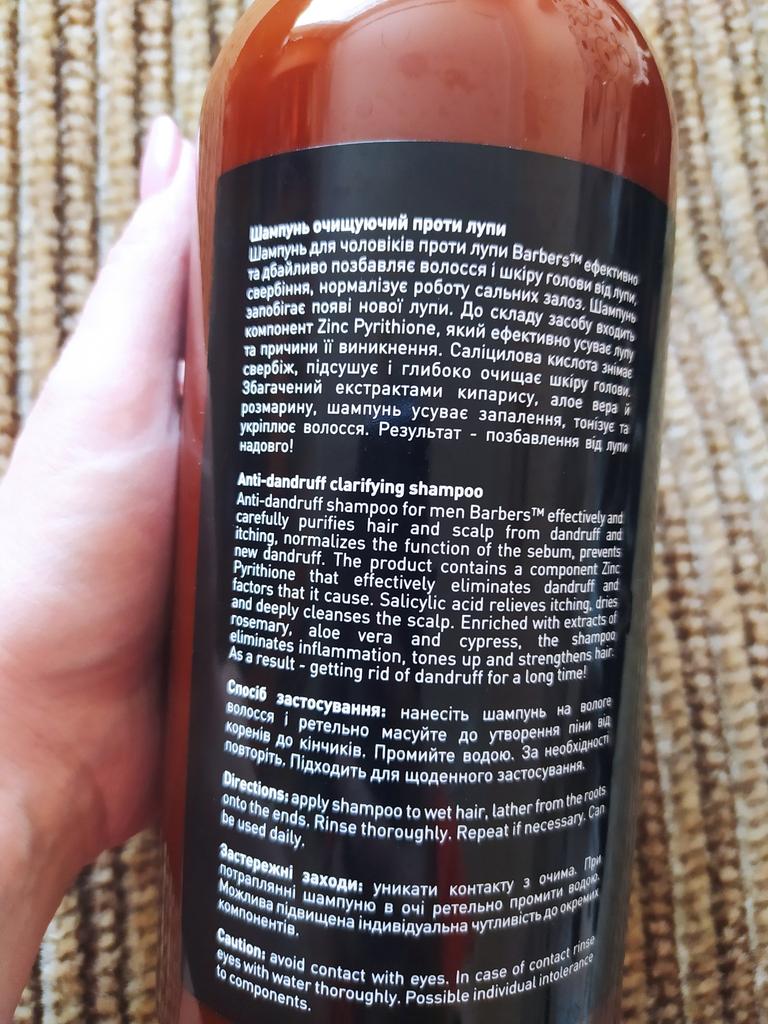 Шампунь очищуючий проти лупи
Шампунь для чоловіків проти лупи Barbers™ ефективно
та дбайливо позбавляє волосся і шкіру голови від лупи,
свербіння, нормалізує роботу сальних залоз. Шампунь
запобігає появі нової лупи. До складу засобу входить
компонент Zinc Pyrithione, який ефективно усуває лупу
та причини її виникнення. Саліцилова кислота знімає
свербіж, підсушує і глибоко очищає шкіру голови.
Збагачений екстрактами кипарису, алое вера й
розмарину, шампунь усуває запалення, тонізує та
укріплює волосся. Результат - позбавлення від лупи
надовго!
Anti-dandruff clarifying shampoo
Anti-dandruff shampoo for men Barbers™ effectively and
carefully purifies hair and scalp from dandruff and
itching, normalizes the function of the sebum, prevents
new dandruff. The product contains a component Zinc
Pyrithione that effectively eliminates dandruff and
factors that it cause. Salicylic acid relieves itching, dries
and deeply cleanses the scalp. Enriched with extracts of
rosemary, aloe vera and cypress, the shampoo
eliminates inflammation, tones up and strengthens hair.
As a result - getting rid of dandruff for a long time!
Спосіб застосування: нанесіть шампунь на вологе
волосся і ретельно масуйте до утворення піни від
коренів до кінчиків. Промийте водою. За необхідності
повторіть. Підходить для щоденного застосування.
Directions: apply shampoo to wet hair, lather from the roots
onto the ends. Rinse thoroughly. Repeat if necessary. Can
be used daily.
Застережні заходи: уникати контакту з очима. При
потраплянні шампуню в очі ретельно промити водою.
Можлива підвищена індивідуальна чутливість до окремих
компонентів.
Caution: avoid contact with eyes. In case of contact rinse
eyes with water thoroughly. Possible individual intolerance
to components.